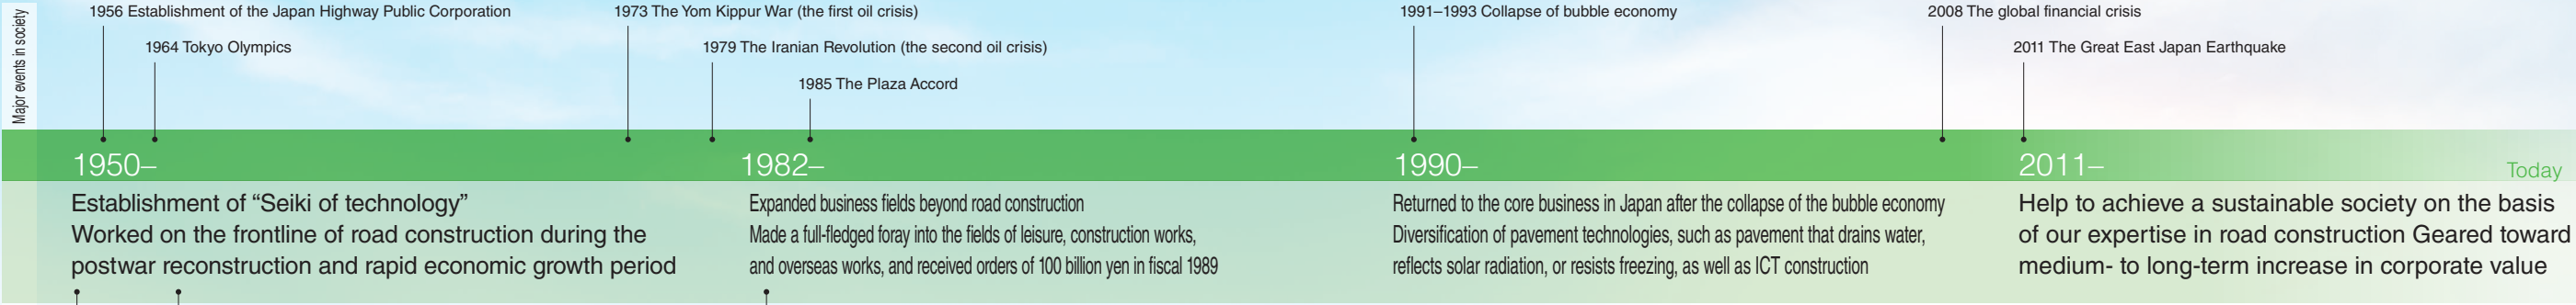 Major events in society
1956 Establishment of the Japan Highway Public Corporation
1964 Tokyo Olympics
1973 The Yom Kippur War (the first oil crisis)
1979 The Iranian Revolution (the second oil crisis)
1985 The Plaza Accord
1991–1993 Collapse of bubble economy
2008 The global financial crisis
2011 The Great East Japan Earthquake
1950–
Establishment of “Seiki of technology”
Worked on the frontline of road construction during the
postwar reconstruction and rapid economic growth period
1982–
Expanded business fields beyond road construction
Made a full-fledged foray into the fields of leisure, construction works,
and overseas works, and received orders of 100 billion yen in fiscal 1989
1990–
Returned to the core business in Japan after the collapse of the bubble economy
Diversification of pavement technologies, such as pavement that drains water,
reflects solar radiation, or resists freezing, as well as ICT construction
2011–
Today
Help to achieve a sustainable society on the basis
of our expertise in road construction Geared toward
medium- to long-term increase in corporate value